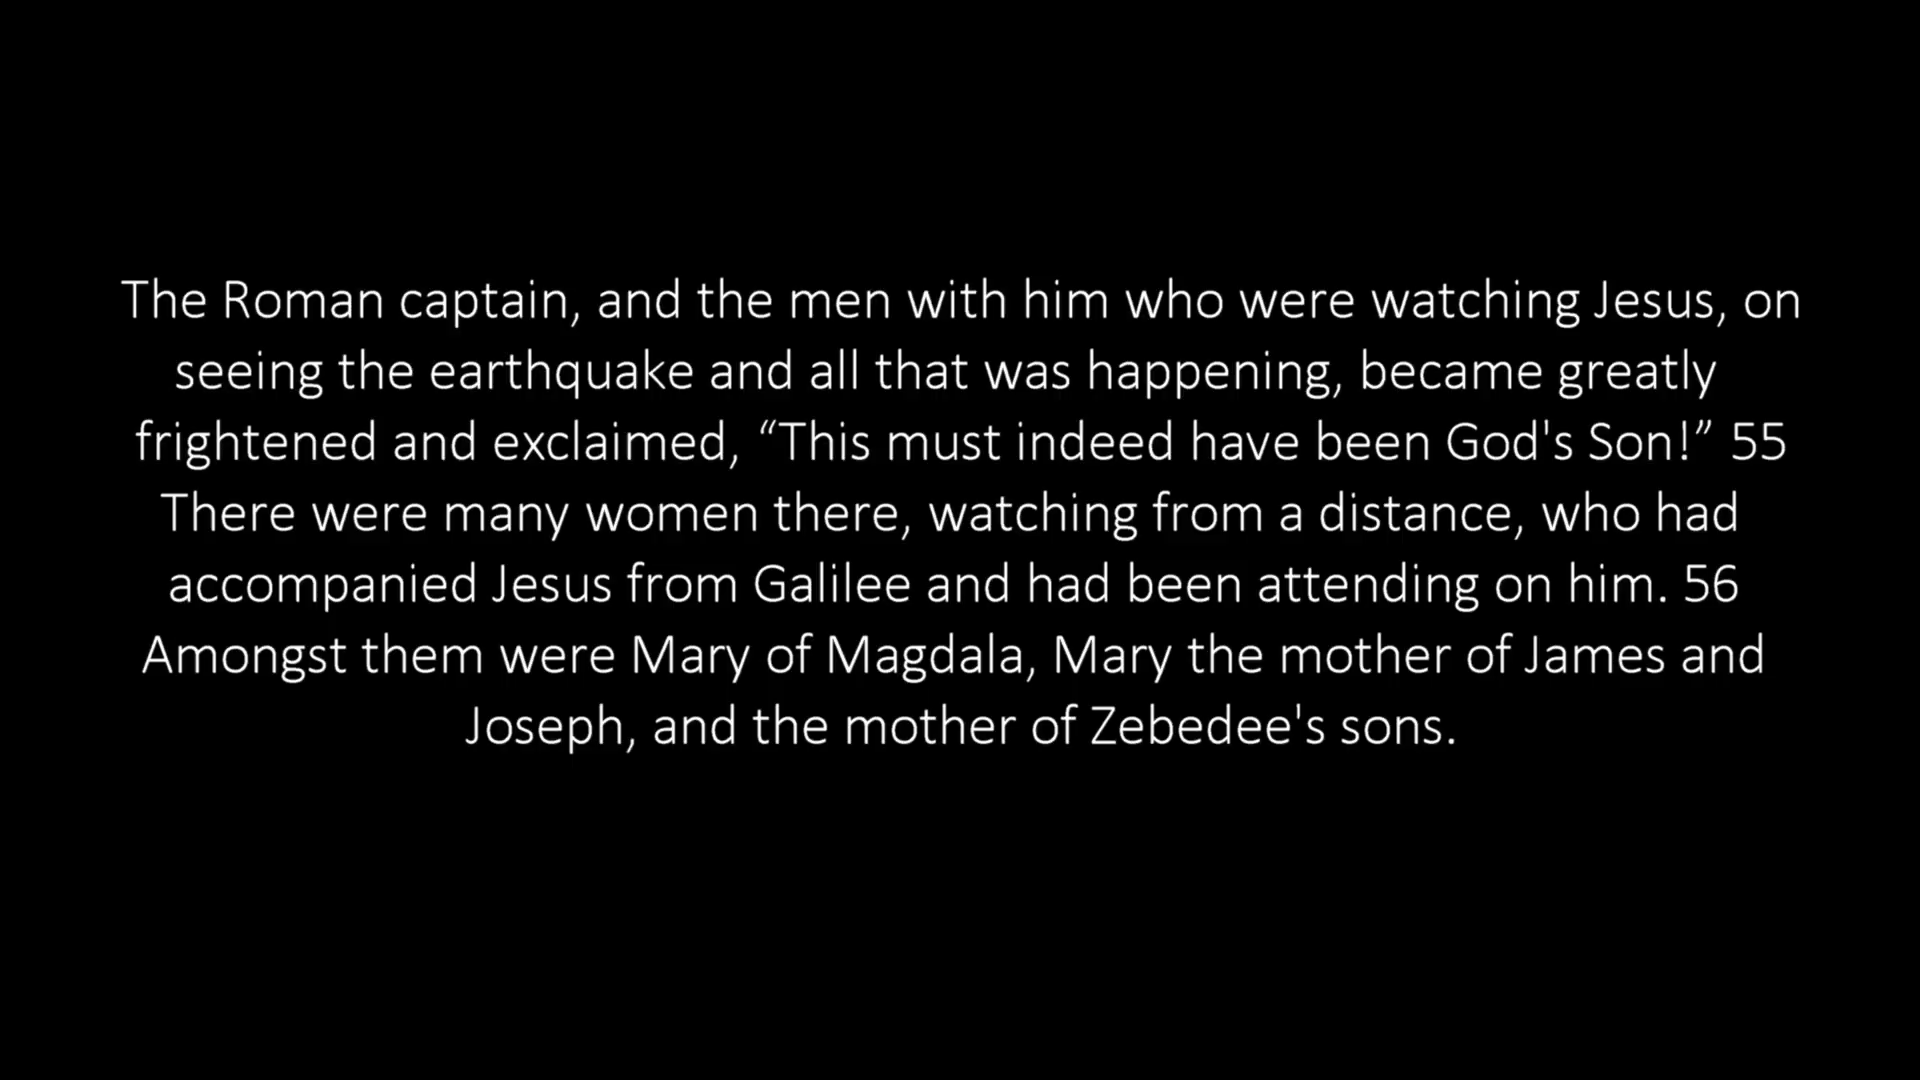 The Roman captain, and the men with him who were watching Jesus, on
seeing the earthquake and all that was happening, became greatly
frightened and exclaimed, “This must indeed have been God's Son!” 55
There were many women there, watching from a distance, who had
accompanied Jesus from Galilee and had been attending on him. 56
Amongst them were Mary of Magdala, Mary the mother of James and
Joseph, and the mother of Zebedee's sons.